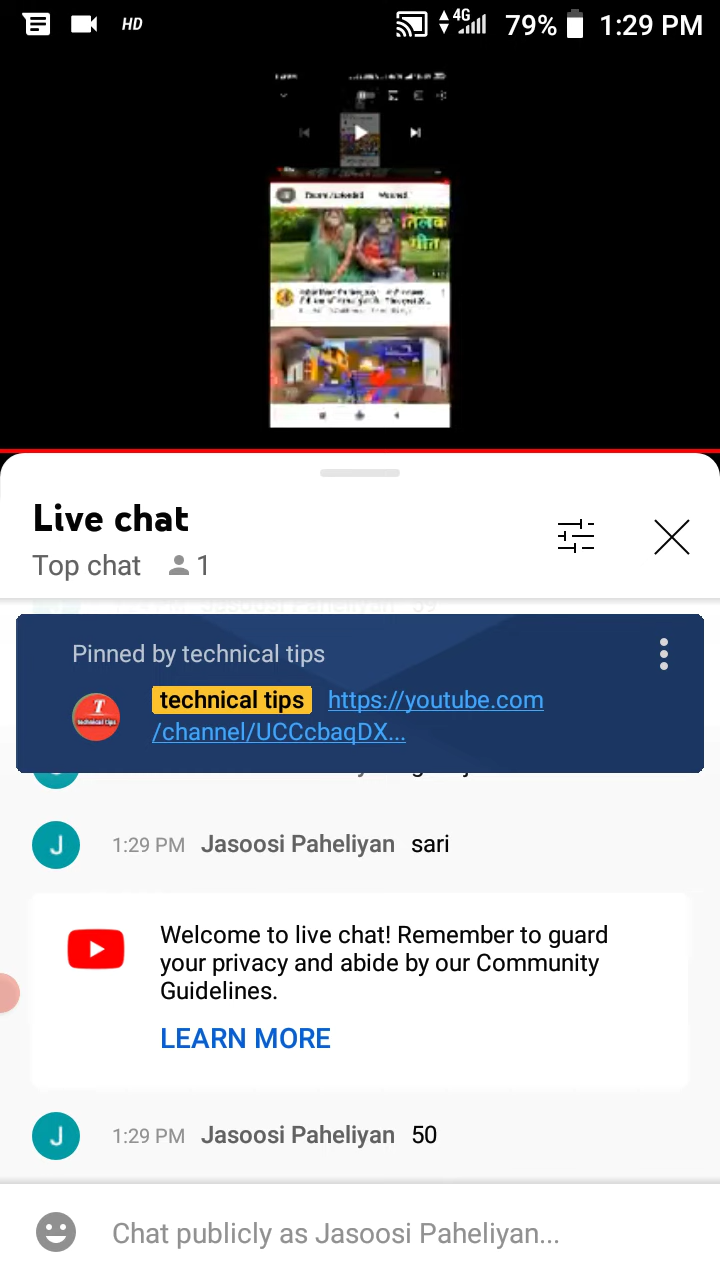 HD
4G
79%
1:29 PM
तिलक
गीत
Live chat
Top chat 1
Pinned by technical tips
T
technical tips
technical tips https://youtube.com
/channel/UCCcbaqDX...
J
1:29 PM Jasoosi Paheliyan sari
Welcome to live chat! Remember to guard
your privacy and abide by our Community
Guidelines.
LEARN MORE
J
1:29 PM Jasoosi Paheliyan 50
Chat publicly as Jasoosi Paheliyan...